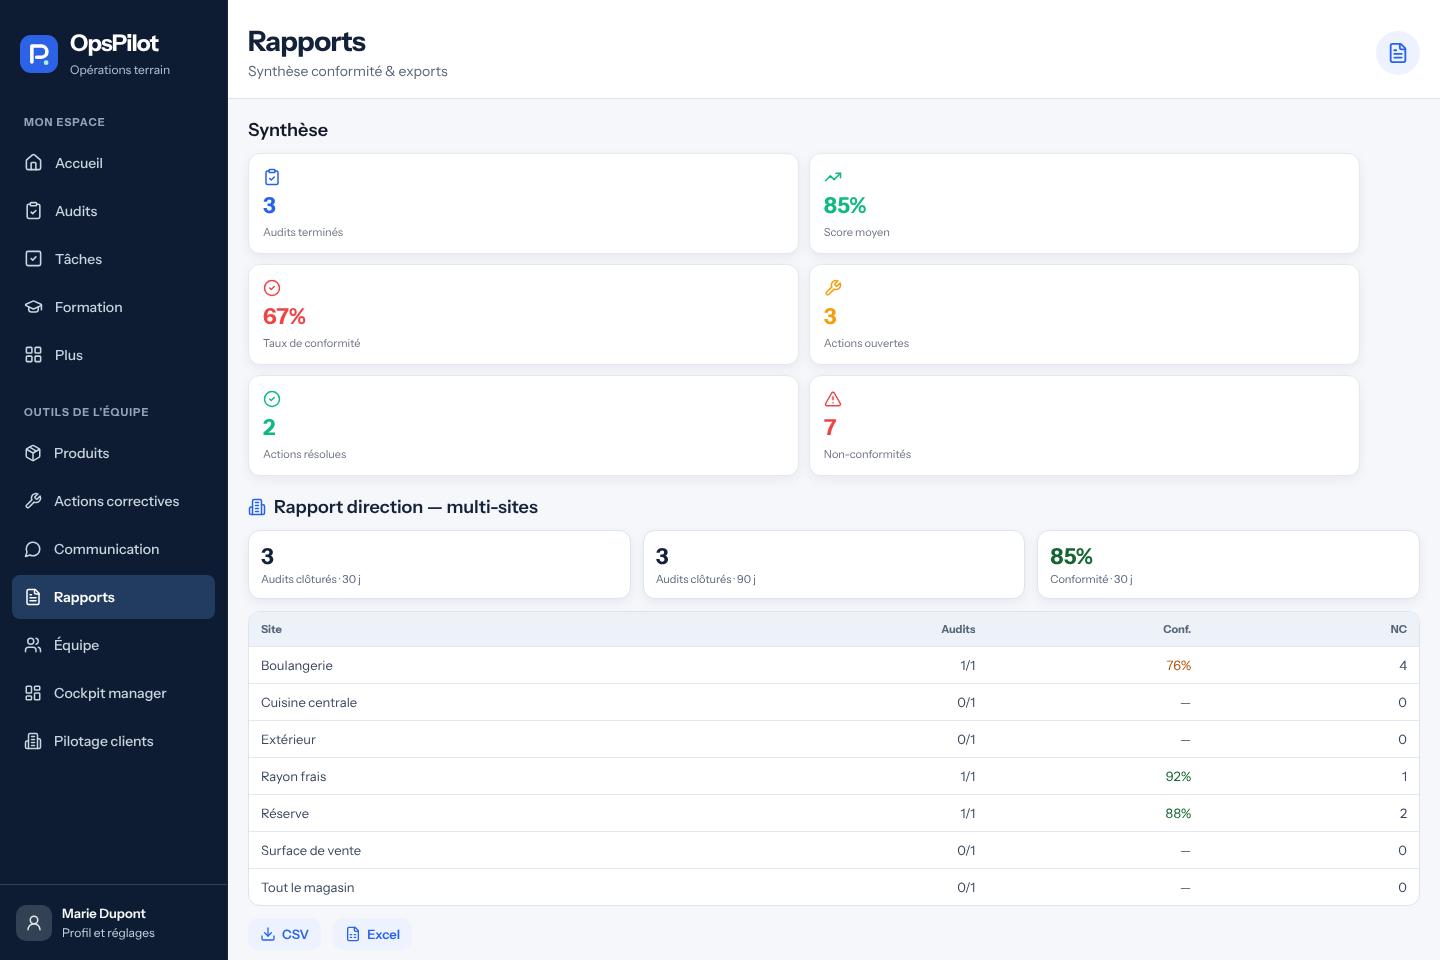 OpsPilot
Opérations terrain
MON ESPACE
Accueil
Audits
Tâches
Formation
Plus
OUTILS DE L'ÉQUIPE
Produits
Actions correctives
Communication
Rapports
Équipe
Cockpit manager
Pilotage clients
Marie Dupont
Profil et réglages
Rapports
Synthèse conformité & exports
Synthèse
3
Audits terminés
85%
Score moyen
67%
Taux de conformité
3
Actions ouvertes
2
Actions résolues
7
Non-conformités
Rapport direction — multi-sites
3
Audits clôturés · 30 j
3
Audits clôturés · 90 j
85%
Conformité · 30 j
Site Audits Conf. NC
Boulangerie 1/1 76% 4
Cuisine centrale 0/1 — 0
Extérieur 0/1 — 0
Rayon frais 1/1 92% 1
Réserve 1/1 88% 2
Surface de vente 0/1 — 0
Tout le magasin 0/1 — 0
CSV
Excel